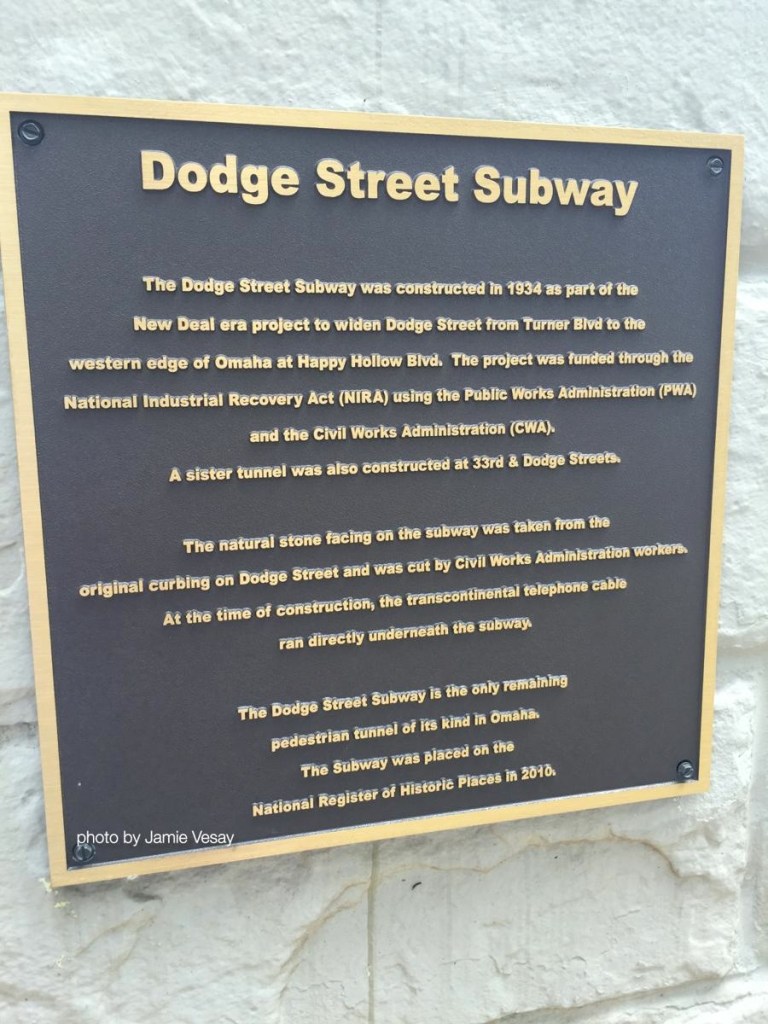 Dodge Street Subway
The Dodge Street Subway was constructed in 1934 as part of the
New Deal era project to widen Dodge Street from Turner Blvd to the
western edge of Omaha at Happy Hollow Blvd. The project was funded through the
National Industrial Recovery Act (NIRA) using the Public Works Administration (PWA)
and the Civil Works Administration (CWA).
A sister tunnel was also constructed at 33rd & Dodge Streets.
The natural stone facing on the subway was taken from the
original curbing on Dodge Street and was cut by Civil Works Administration workers.
At the time of construction, the transcontinental telephone cable
ran directly underneath the subway.
The Dodge Street Subway is the only remaining
pedestrian tunnel of its kind in Omaha.
The Subway was placed on the
National Register of Historic Places in 2010.
photo by Jamie Vesay